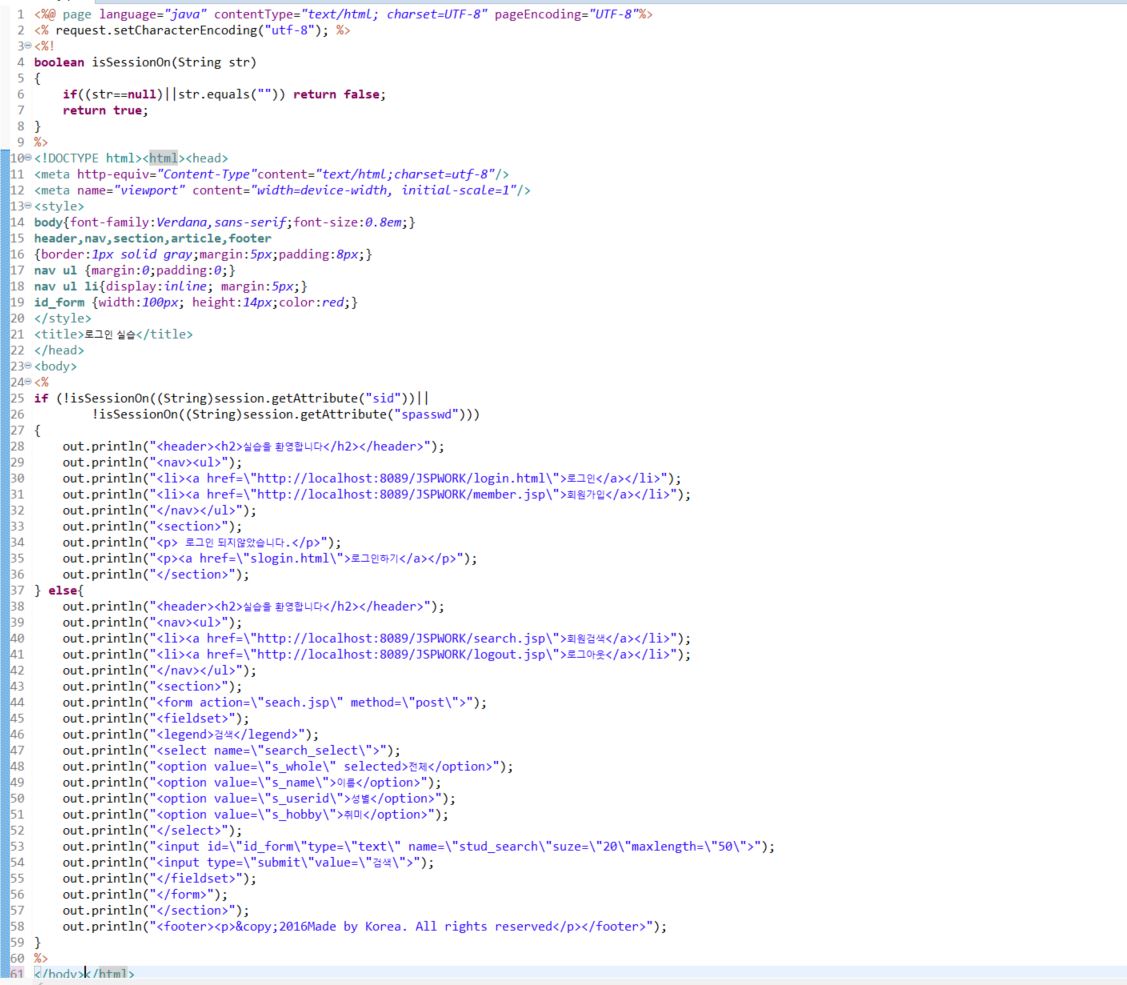 1 <%@ page language="java" contentType="text/html; charset=UTF-8" pageEncoding="UTF-8"%>
2 <% request.setCharacterEncoding("utf-8"); %>
3 <%!
4 boolean isSessionOn(String str)
5 {
6 if((str==null)||str.equals("")) return false;
7 return true;
8 }
9 %>
10 <!DOCTYPE html><html><head>
11 <meta http-equiv="Content-Type"content="text/html;charset=utf-8"/>
12 <meta name="viewport" content="width=device-width, initial-scale=1"/>
13 <style>
14 body{font-family:Verdana,sans-serif;font-size:0.8em;}
15 header,nav,section,article,footer
16 {border:1px solid gray;margin:5px;padding:8px;}
17 nav ul {margin:0;padding:0;}
18 nav ul li{display:inline; margin:5px;}
19 id_form {width:100px; height:14px;color:red;}
20 </style>
21 <title>로그인 실습</title>
22 </head>
23 <body>
24 <%
25 if (!isSessionOn((String)session.getAttribute("sid"))||
26 !isSessionOn((String)session.getAttribute("spasswd")))
27 {
28 out.println("<header><h2>실습을 환영합니다</h2></header>");
29 out.println("<nav><ul>");
30 out.println("<li><a href=\"http://localhost:8089/JSPWORK/login.html\">로그인</a></li>");
31 out.println("<li><a href=\"http://localhost:8089/JSPWORK/member.jsp\">회원가입</a></li>");
32 out.println("</nav></ul>");
33 out.println("<section>");
34 out.println("<p> 로그인 되지않았습니다.</p>");
35 out.println("<p><a href=\"slogin.html\">로그인하기</a></p>");
36 out.println("</section>");
37 } else{
38 out.println("<header><h2>실습을 환영합니다</h2></header>");
39 out.println("<nav><ul>");
40 out.println("<li><a href=\"http://localhost:8089/JSPWORK/search.jsp\">회원검색</a></li>");
41 out.println("<li><a href=\"http://localhost:8089/JSPWORK/logout.jsp\">로그아웃</a></li>");
42 out.println("</nav></ul>");
43 out.println("<section>");
44 out.println("<form action=\"seach.jsp\" method=\"post\">");
45 out.println("<fieldset>");
46 out.println("<legend>검색</legend>");
47 out.println("<select name=\"search_select\">");
48 out.println("<option value=\"s_whole\" selected>전체</option>");
49 out.println("<option value=\"s_name\">이름</option>");
50 out.println("<option value=\"s_userid\">성별</option>");
51 out.println("<option value=\"s_hobby\">취미</option>");
52 out.println("</select>");
53 out.println("<input id=\"id_form\"type=\"text\" name=\"stud_search\"suze=\"20\"maxlength=\"50\">");
54 out.println("<input type=\"submit\"value=\"검색\">");
55 out.println("</fieldset>");
56 out.println("</form>");
57 out.println("</section>");
58 out.println("<footer><p>&copy;2016Made by Korea. All rights reserved</p></footer>");
59 }
60 %>
61 </body></html>